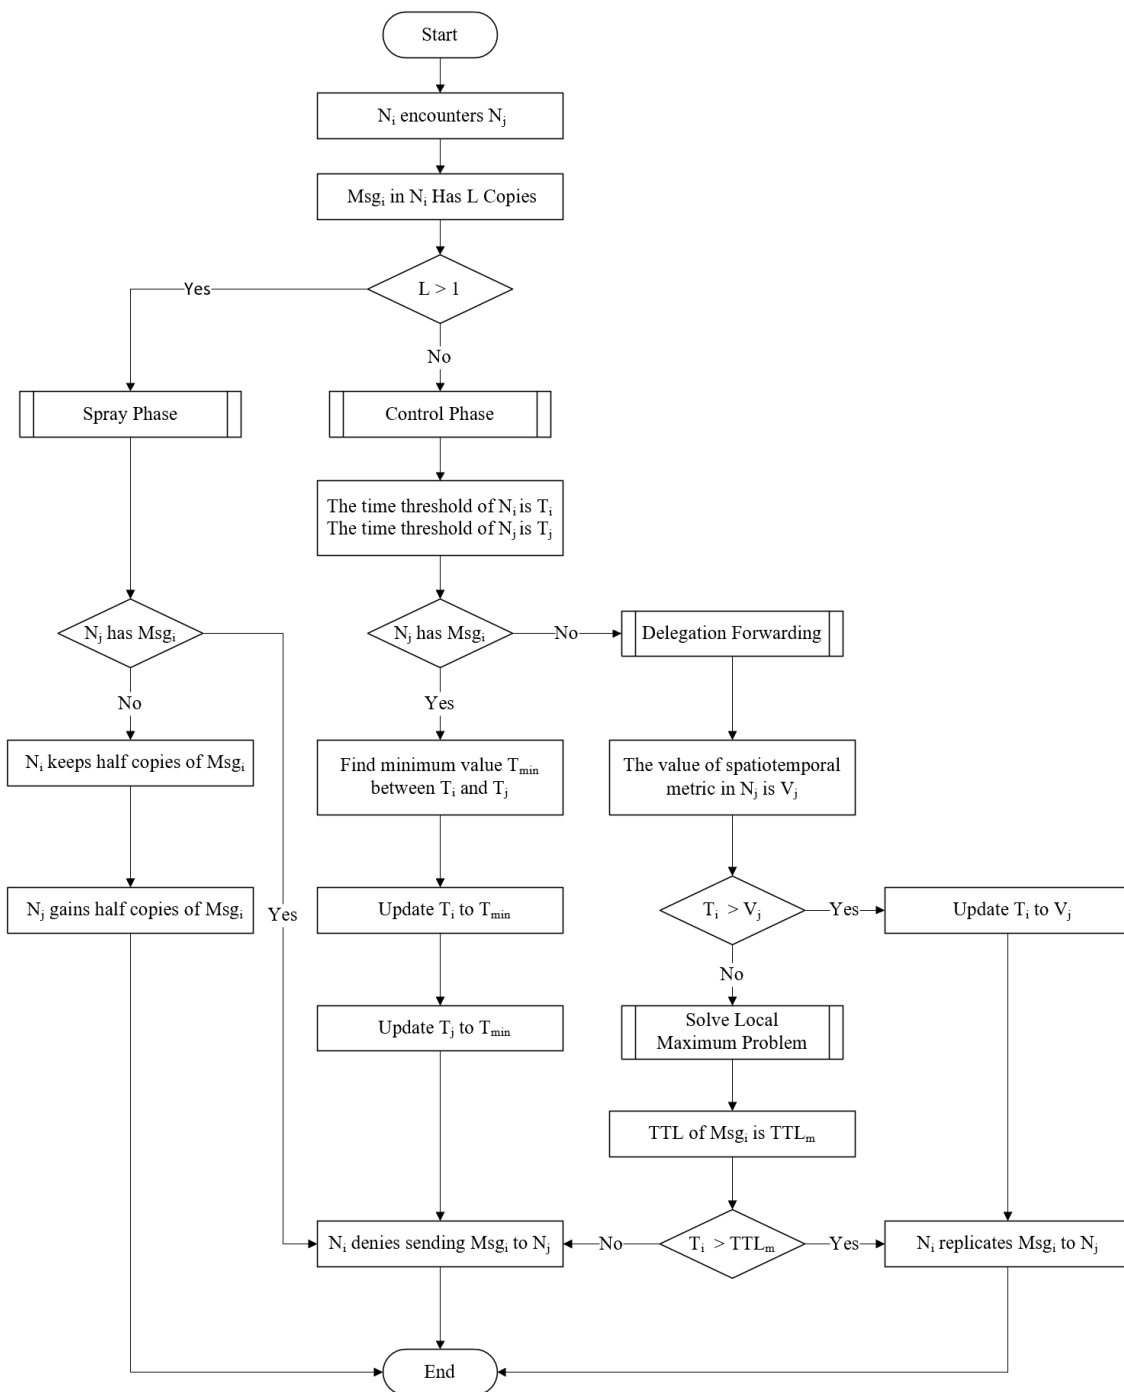 Start
Nᵢ encounters Nⱼ
Msgᵢ in Nᵢ Has L Copies
L > 1
Yes
No
Spray Phase
Control Phase
The time threshold of Nᵢ is Tᵢ
The time threshold of Nⱼ is Tⱼ
Nⱼ has Msgᵢ
Nⱼ has Msgᵢ
No
Delegation Forwarding
No
Yes
Nᵢ keeps half copies of Msgᵢ
Find minimum value Tmin
between Tᵢ and Tⱼ
The value of spatiotemporal
metric in Nⱼ is Vⱼ
Nⱼ gains half copies of Msgᵢ
Yes
Update Tᵢ to Tmin
Tᵢ > Vⱼ
Yes
Update Tᵢ to Vⱼ
No
Update Tⱼ to Tmin
Solve Local
Maximum Problem
TTL of Msgᵢ is TTLm
Nᵢ denies sending Msgᵢ to Nⱼ
No
Tᵢ > TTLm
Yes
Nᵢ replicates Msgᵢ to Nⱼ
End